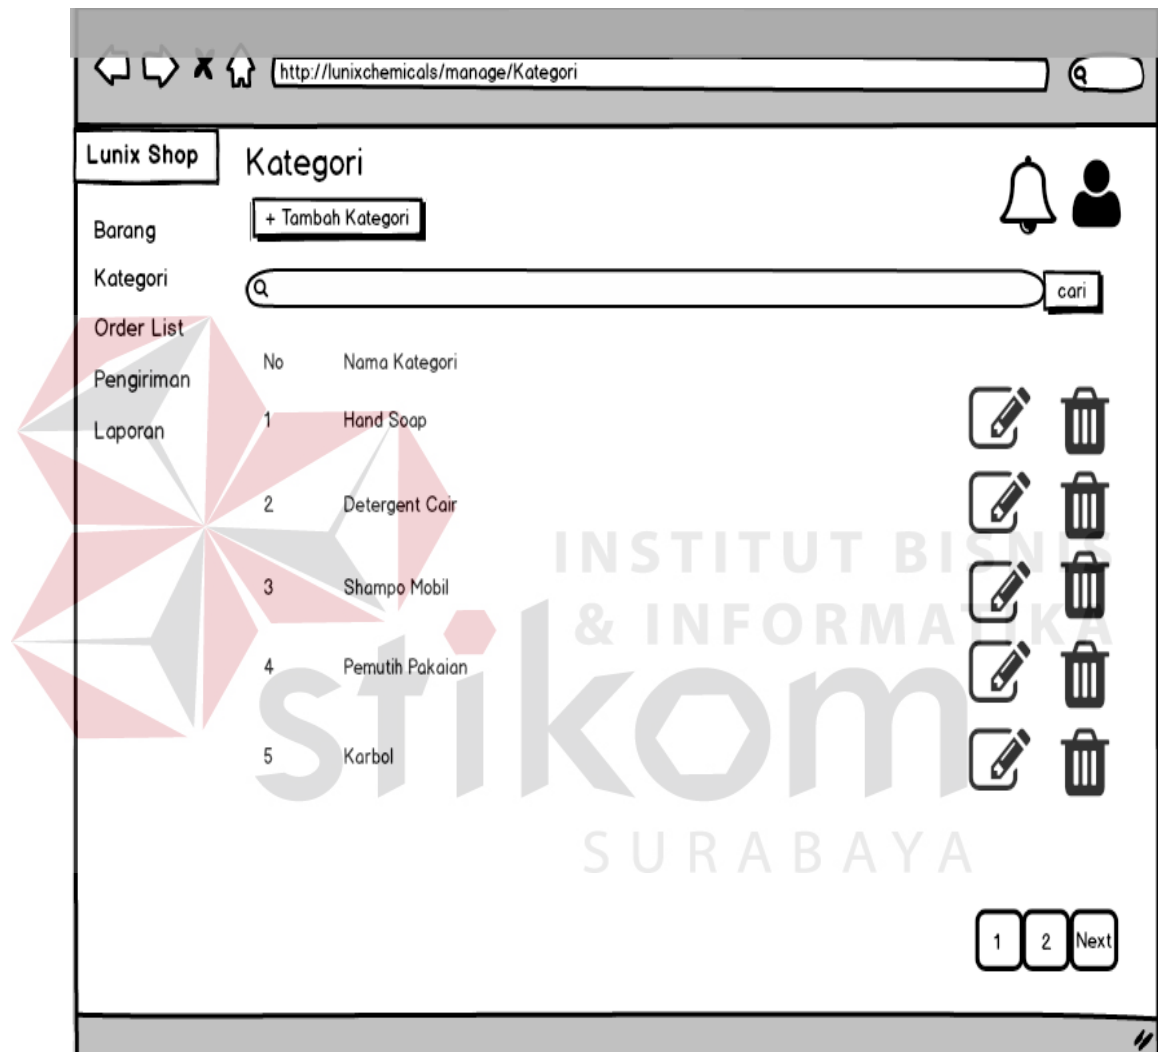 http://lunixchemicals/manage/Kategori
Lunix Shop
Kategori
+ Tambah Kategori
Barang
Kategori
Order List
Pengiriman
Laporan
cari
No Nama Kategori
1 Hand Soap
2 Detergent Cair
3 Shampo Mobil
4 Pemutih Pakaian
5 Karbol
1 2 Next
INSTITUT BISNIS
& INFORMATIKA
stikom
SURABAYA